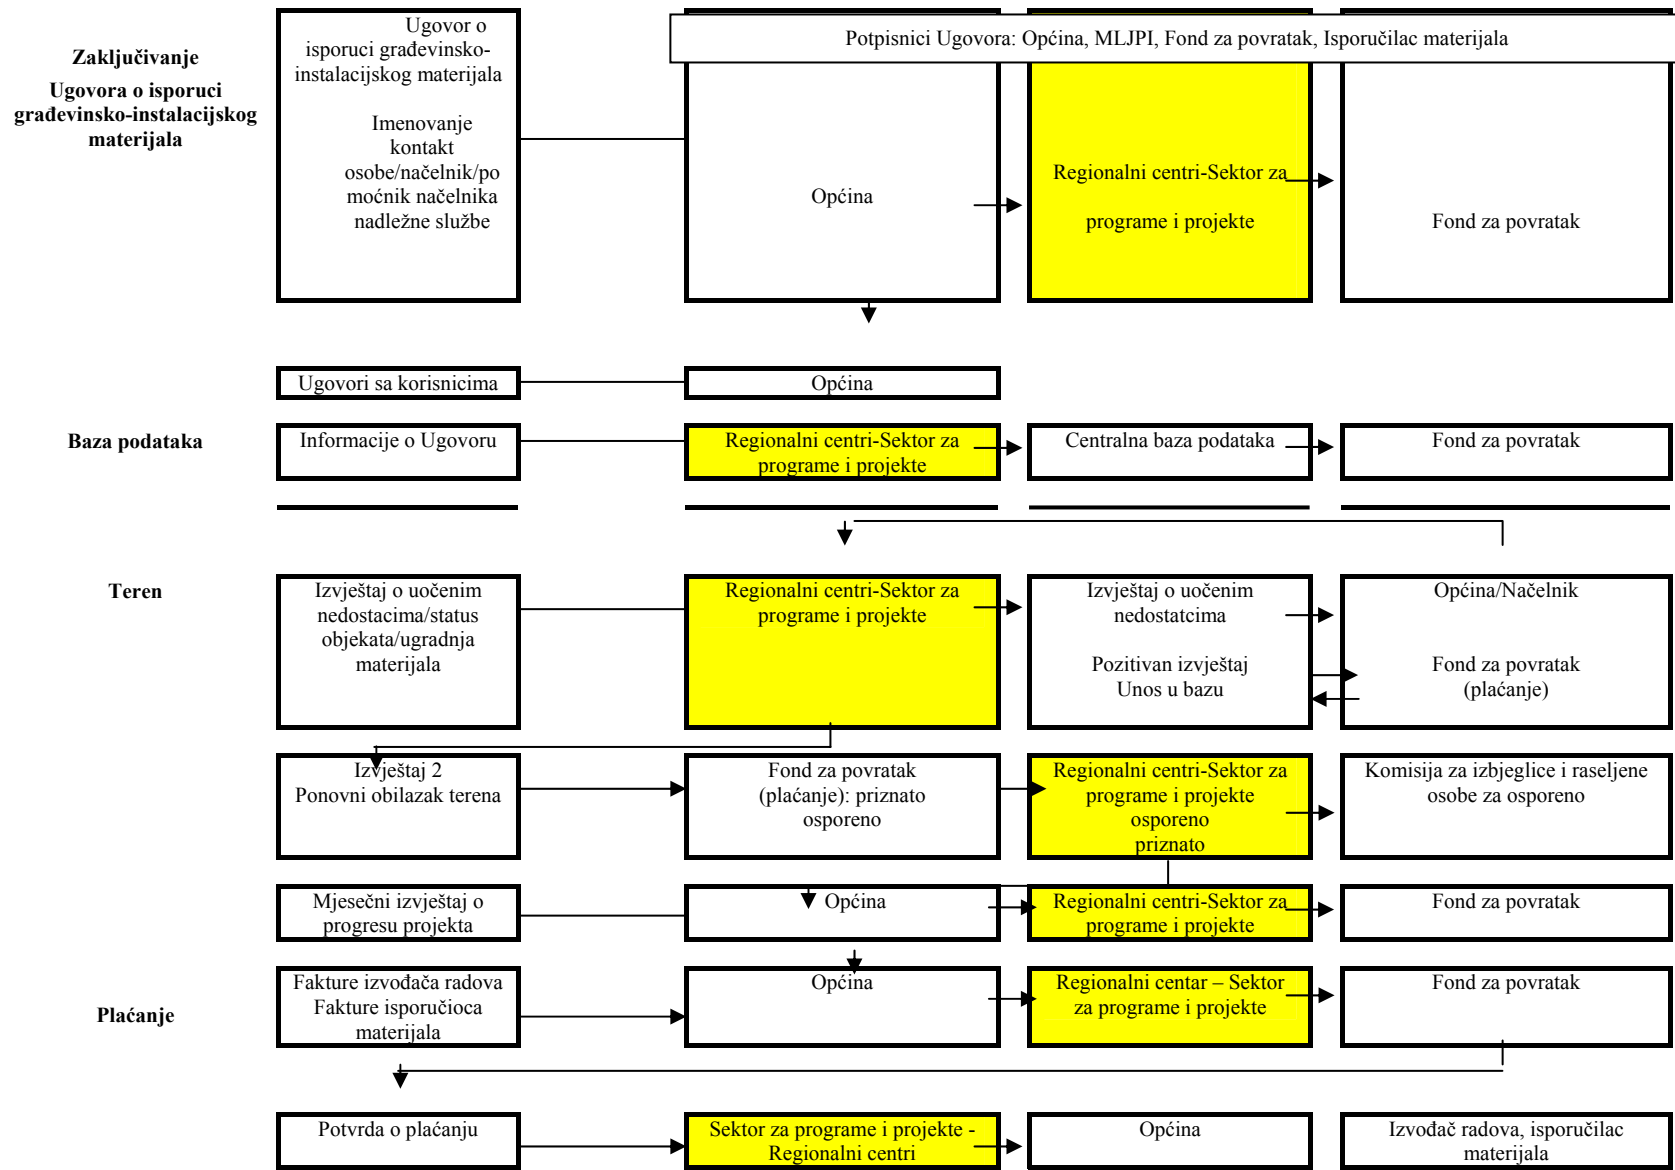 Zaključivanje
Ugovora o isporuci
građevinsko-instalacijskog
materijala
Ugovor o
isporuci građevinsko-
instalacijskog materijala
Imenovanje
kontakt
osobe/načelnik/po
moćnik načelnika
nadležne službe
Potpisnici Ugovora: Općina, MLJPI, Fond za povratak, Isporučilac materijala
Općina
Regionalni centri-Sektor za
programe i projekte
Fond za povratak
Ugovori sa korisnicima
Općina
Baza podataka
Informacije o Ugovoru
Regionalni centri-Sektor za
programe i projekte
Centralna baza podataka
Fond za povratak
Teren
Izvještaj o uočenim
nedostacima/status
objekata/ugradnja
materijala
Regionalni centri-Sektor za
programe i projekte
Izvještaj o uočenim
nedostatcima
Pozitivan izvještaj
Unos u bazu
Općina/Načelnik
Fond za povratak
(plaćanje)
Izvještaj 2
Ponovni obilazak terena
Fond za povratak
(plaćanje): priznato
osporeno
Regionalni centri-Sektor za
programe i projekte
osporeno
priznato
Komisija za izbjeglice i raseljene
osobe za osporeno
Mjesečni izvještaj o
progresu projekta
Općina
Regionalni centri-Sektor za
programe i projekte
Fond za povratak
Plaćanje
Fakture izvođača radova
Fakture isporučioca
materijala
Općina
Regionalni centar – Sektor
za programe i projekte
Fond za povratak
Potvrda o plaćanju
Sektor za programe i projekte -
Regionalni centri
Općina
Izvođač radova, isporučilac
materijala